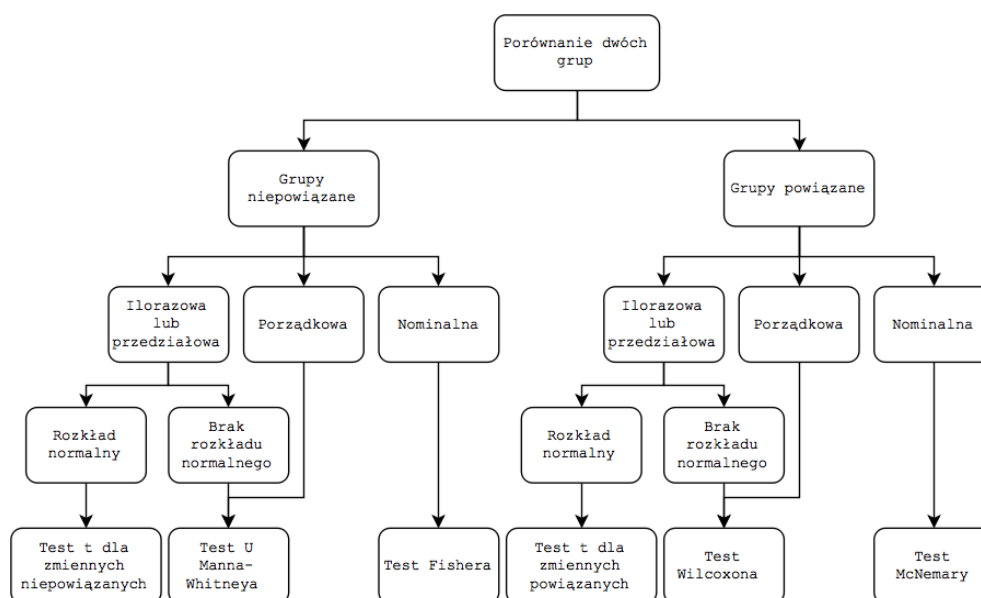 Porównanie dwóch
grup
Grupy
niepowiązane
Grupy powiązane
Ilorazowa
lub
przedziałowa
Porządkowa
Nominalna
Ilorazowa
lub
przedziałowa
Porządkowa
Nominalna
Rozkład
normalny
Brak
rozkładu
normalnego
Rozkład
normalny
Brak
rozkładu
normalnego
Test t dla
zmiennych
niepowiązanych
Test U
Manna-
Whitneya
Test Fishera
Test t dla
zmiennych
powiązanych
Test
Wilcoxona
Test
McNemary